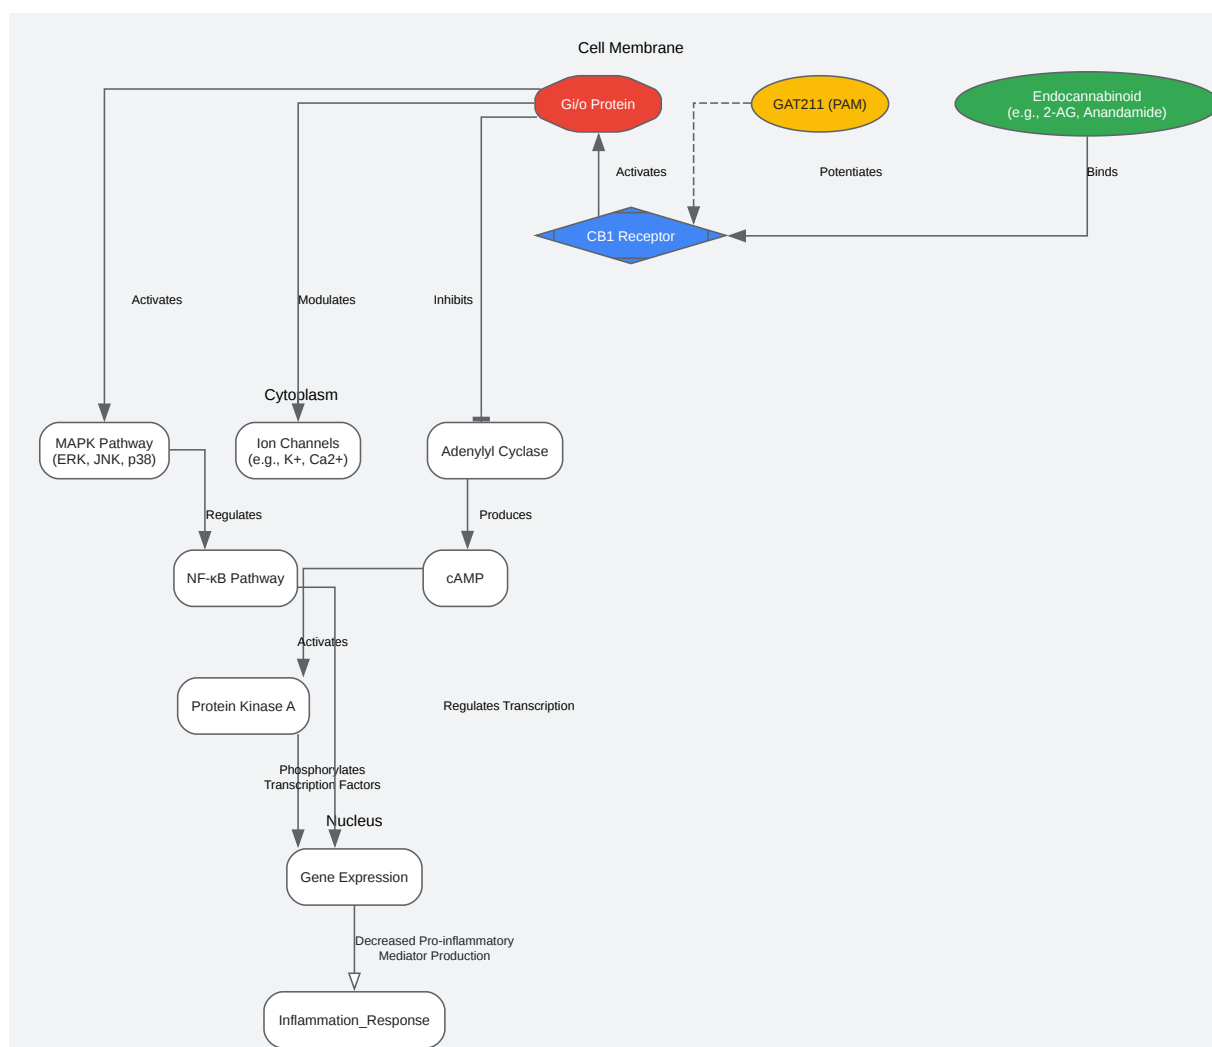 Cell Membrane
Gi/o Protein
GAT211 (PAM)
Endocannabinoid
(e.g., 2-AG, Anandamide)
Activates
Potentiates
Binds
CB1 Receptor
Activates
Modulates
Inhibits
Cytoplasm
MAPK Pathway
(ERK, JNK, p38)
Ion Channels
(e.g., K+, Ca2+)
Adenylyl Cyclase
Regulates
Produces
NF-κB Pathway
cAMP
Activates
Protein Kinase A
Regulates Transcription
Phosphorylates
Transcription Factors
Nucleus
Gene Expression
Decreased Pro-inflammatory
Mediator Production
Inflammation_Response